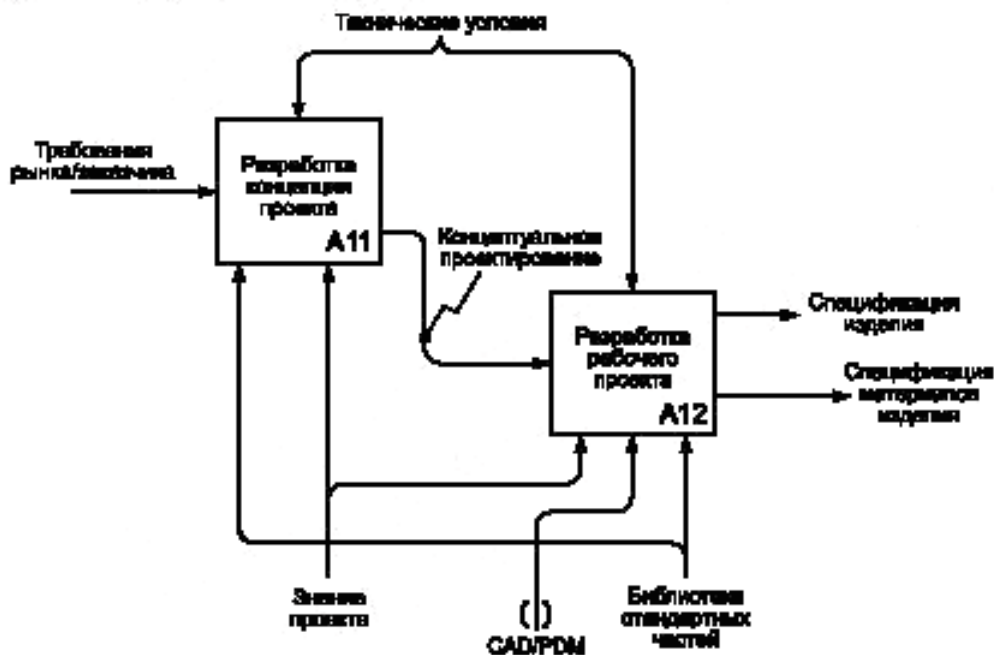 Технические условия
Требования
рынка/заказчика
Разработка
концепции
проекта
A11
Концептуальное
проектирование
Разработка
рабочего
проекта
A12
Спецификация
изделия
Спецификация
материалов
изделия
Знание
проекта
( )
CAD/PDM
Библиотека
стандартных
частей